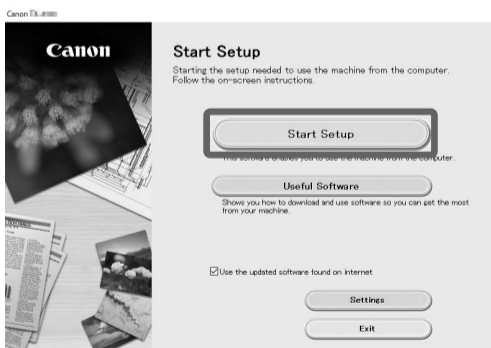 Canon
Canon
Start Setup
Starting the setup needed to use the machine from the computer.
Follow the on-screen instructions.
Start Setup
This software enables you to use the machine from the computer.
Useful Software
Shows you how to download and use software so you can get the most
from your machine.
Use the updated software found on internet
Settings
Exit